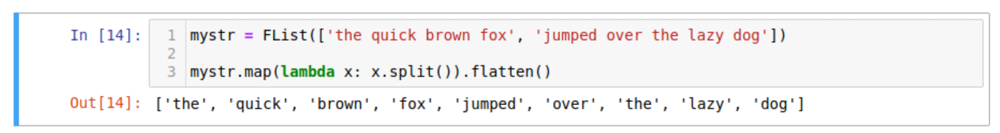 In [14]: 1 mystr = FList(['the quick brown fox', 'jumped over the lazy dog'])
2
3 mystr.map(lambda x: x.split()).flatten()
Out[14]: ['the', 'quick', 'brown', 'fox', 'jumped', 'over', 'the', 'lazy', 'dog']